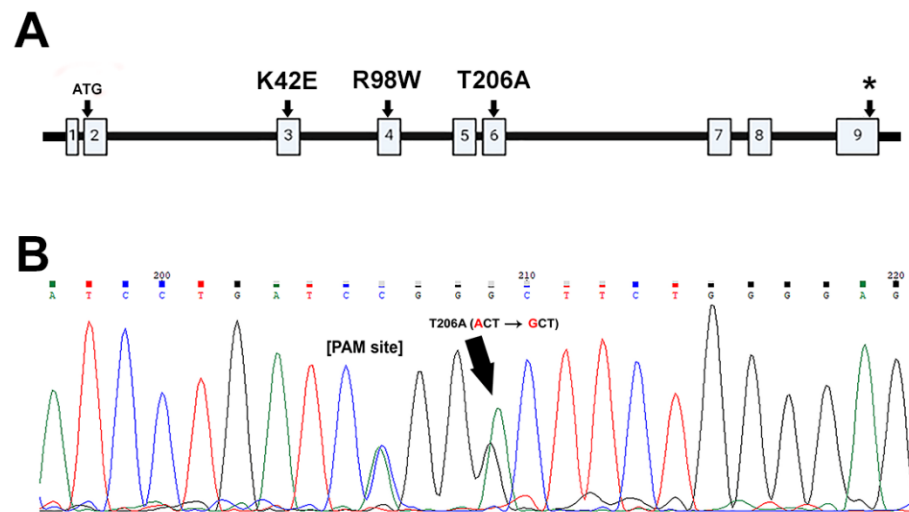 A
ATG K42E R98W T206A *
1 2 3 4 5 6 7 8 9
B
200 210 220
A T C C T G A T C C G G G C T T C T G G G G A G
T206A (ACT → GCT)
[PAM site]